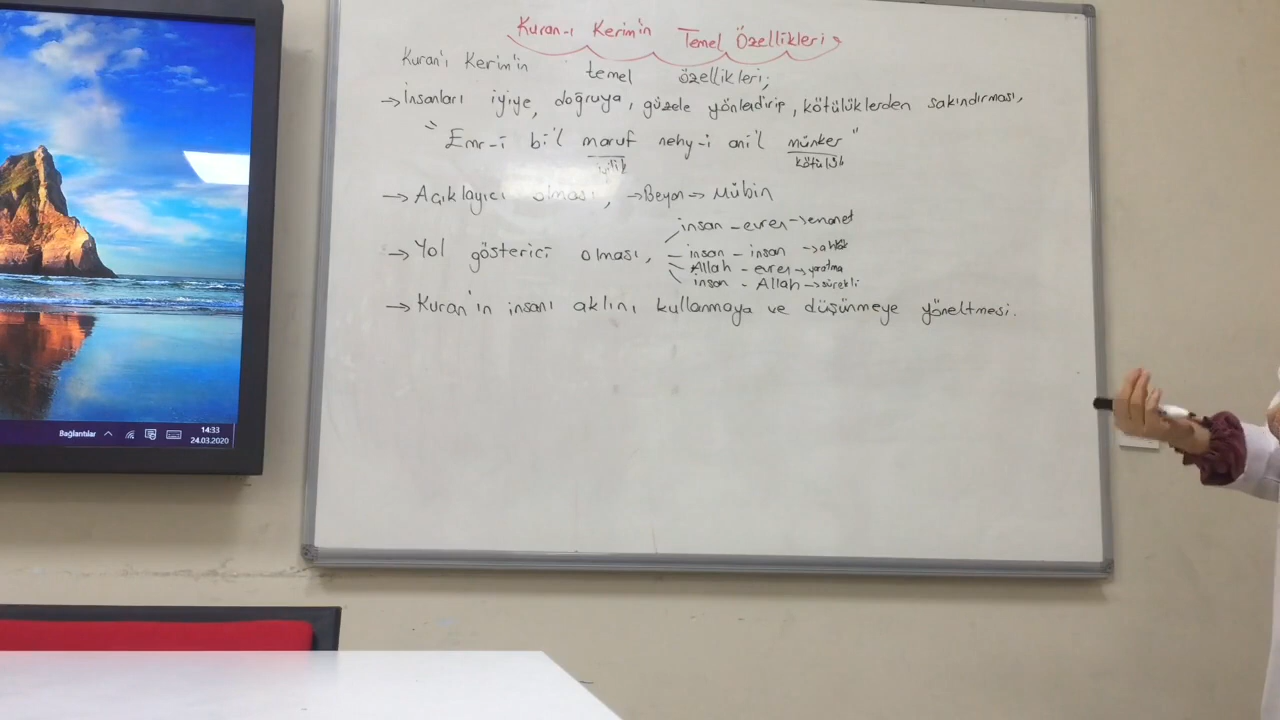 Kuran-ı Kerim'in Temel Özellikleri
Kuran'ı Kerim'in temel özellikleri;
→ İnsanları iyiye, doğruya, güzele yönlendirip, kötülüklerden sakındırması,
"Emr-i bi'l maruf nehy-i ani'l münker"
iyilik kötülük
→ Açıklayıcı olması, → Beyan → Mübin
insan - evren → emanet
→ Yol gösterici olması, - insan - insan → ahlak
Allah - evren → yaratma
insan - Allah → sürekli
→ Kuran'ın insanı aklını kullanmaya ve düşünmeye yöneltmesi.
Bağlantılar
14:33
24.03.2020